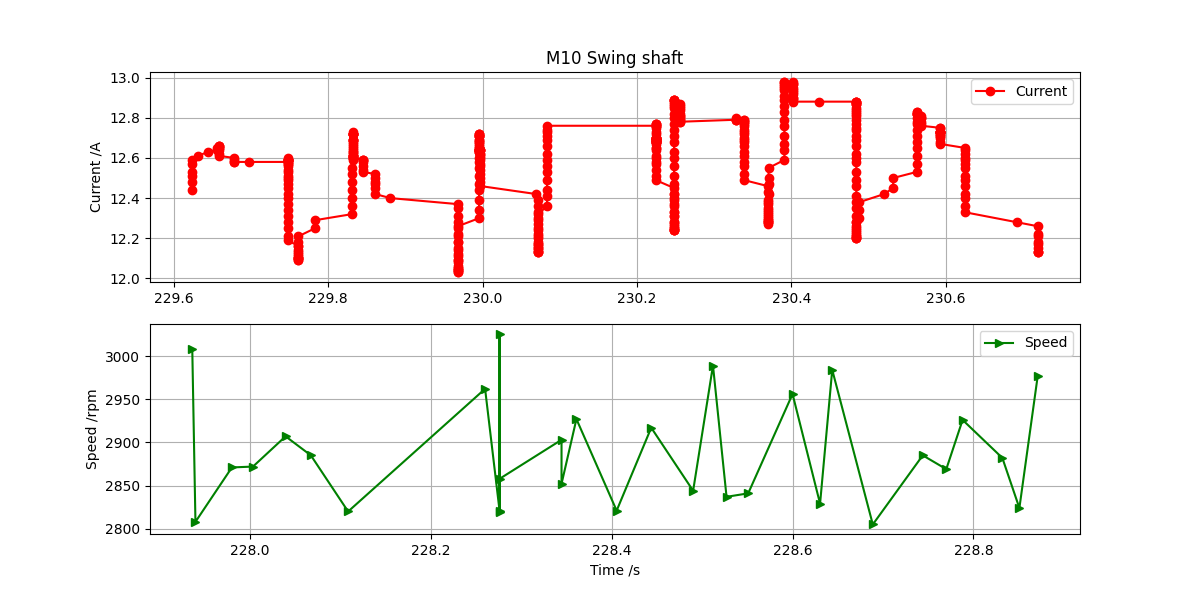 M10 Swing shaft
Current /A
13.0
12.8
12.6
12.4
12.2
12.0
Current
229.6 229.8 230.0 230.2 230.4 230.6
Speed /rpm
3000
2950
2900
2850
2800
Speed
228.0 228.2 228.4 228.6 228.8
Time /s